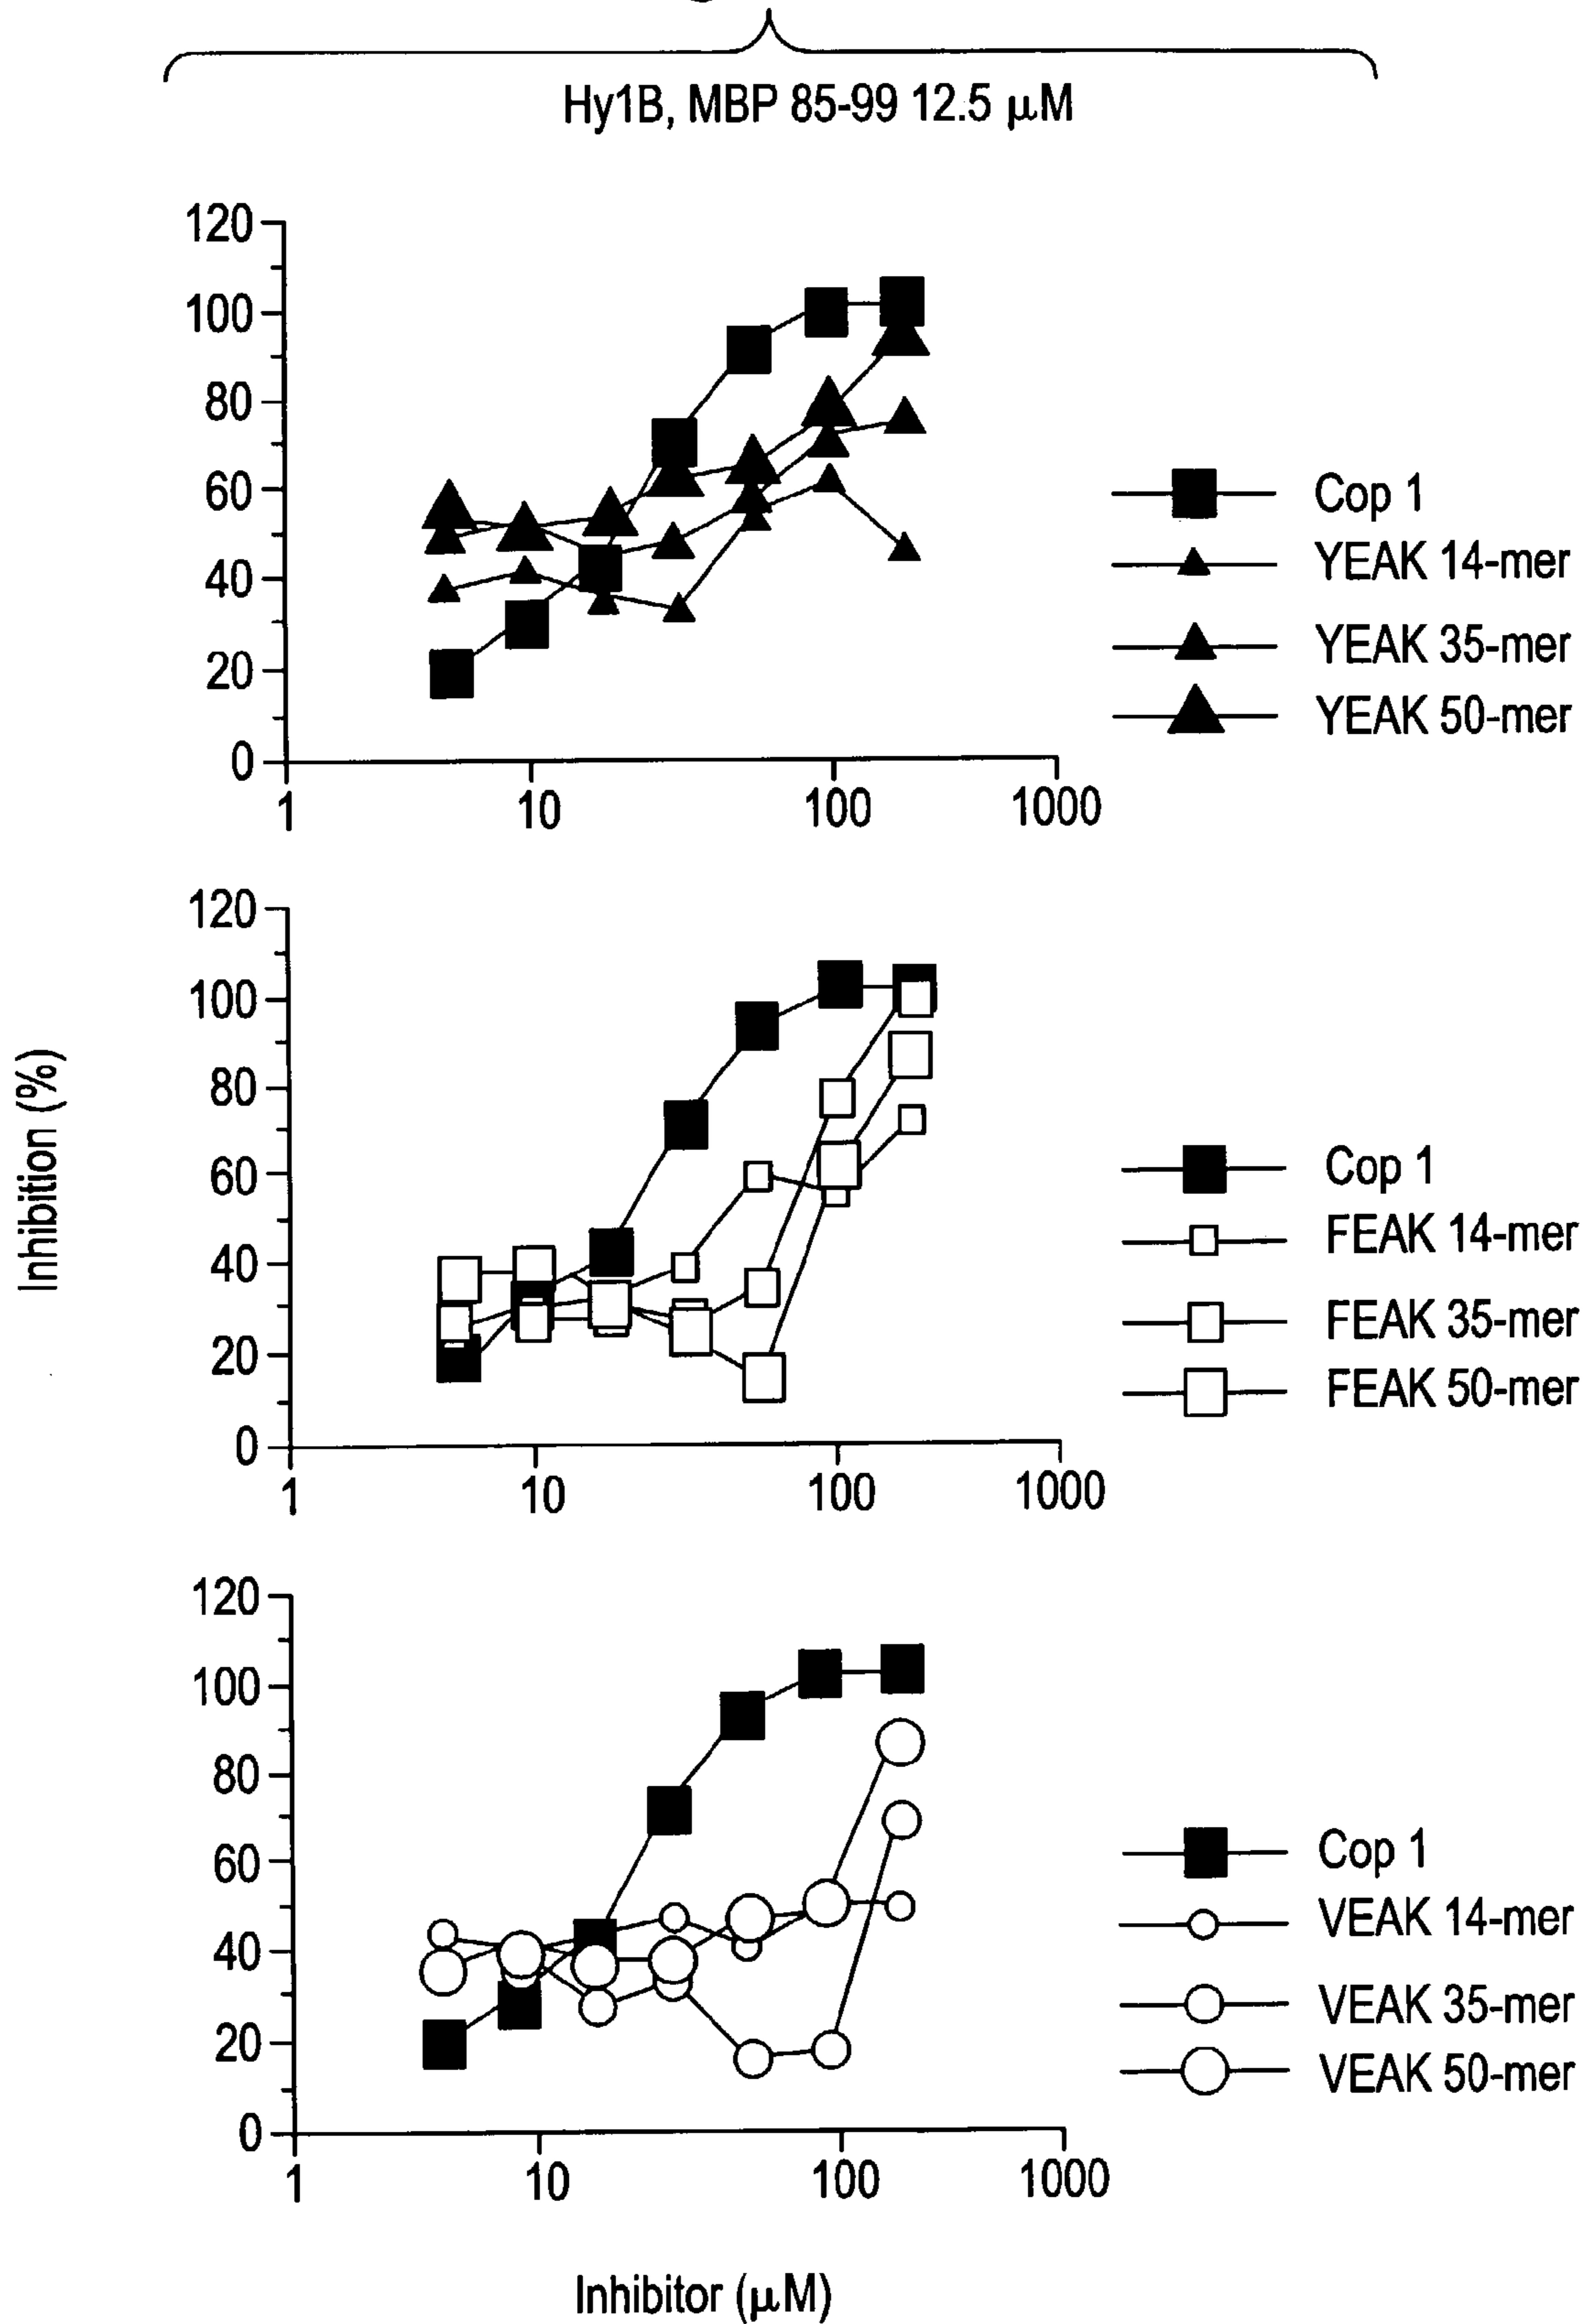 Hy1B, MBP 85-99 12.5 μM
120
100
80
60
40
20
0
1 10 100 1000
Cop 1
YEAK 14-mer
YEAK 35-mer
YEAK 50-mer
Inhibition (%)
120
100
80
60
40
20
0
1 10 100 1000
Cop 1
FEAK 14-mer
FEAK 35-mer
FEAK 50-mer
120
100
80
60
40
20
0
1 10 100 1000
Cop 1
VEAK 14-mer
VEAK 35-mer
VEAK 50-mer
Inhibitor (μM)